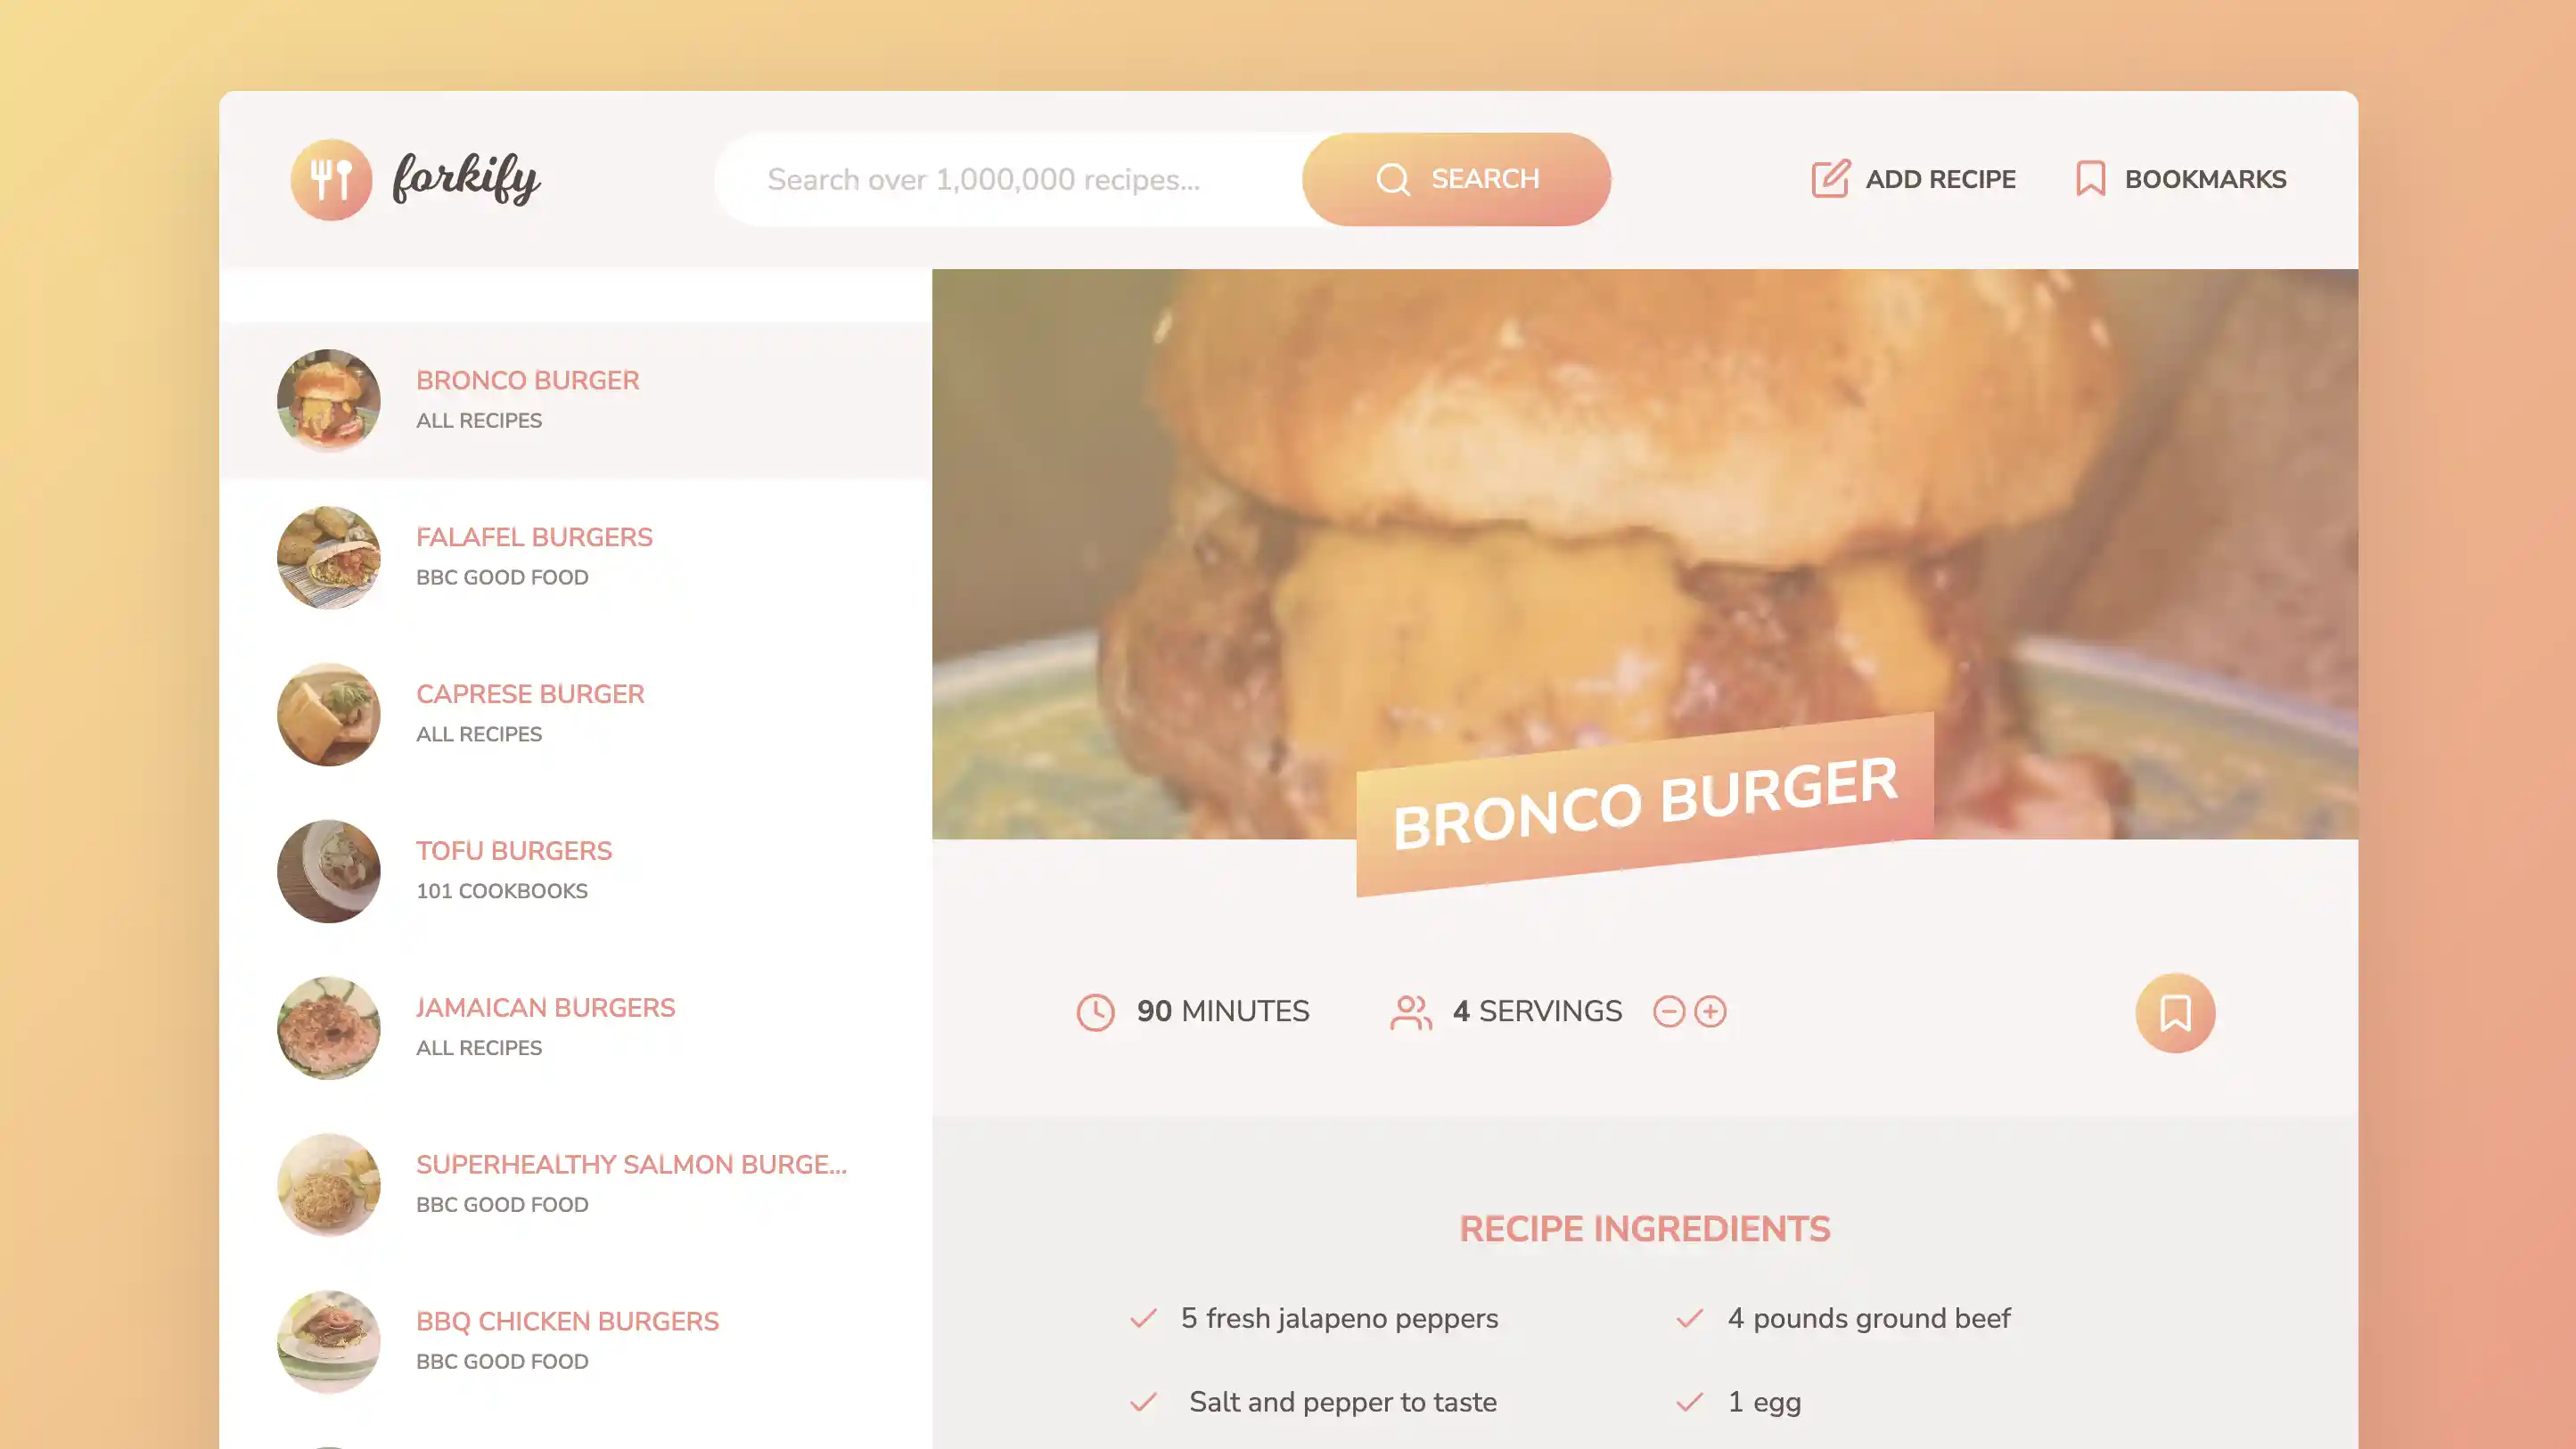 forkify
Search over 1,000,000 recipes...
SEARCH
ADD RECIPE
BOOKMARKS
BRONCO BURGER
ALL RECIPES
FALAFEL BURGERS
BBC GOOD FOOD
CAPRESE BURGER
ALL RECIPES
TOFU BURGERS
101 COOKBOOKS
JAMAICAN BURGERS
ALL RECIPES
SUPERHEALTHY SALMON BURGE...
BBC GOOD FOOD
BBQ CHICKEN BURGERS
BBC GOOD FOOD
BRONCO BURGER
90 MINUTES
4 SERVINGS
RECIPE INGREDIENTS
5 fresh jalapeno peppers
4 pounds ground beef
Salt and pepper to taste
1 egg